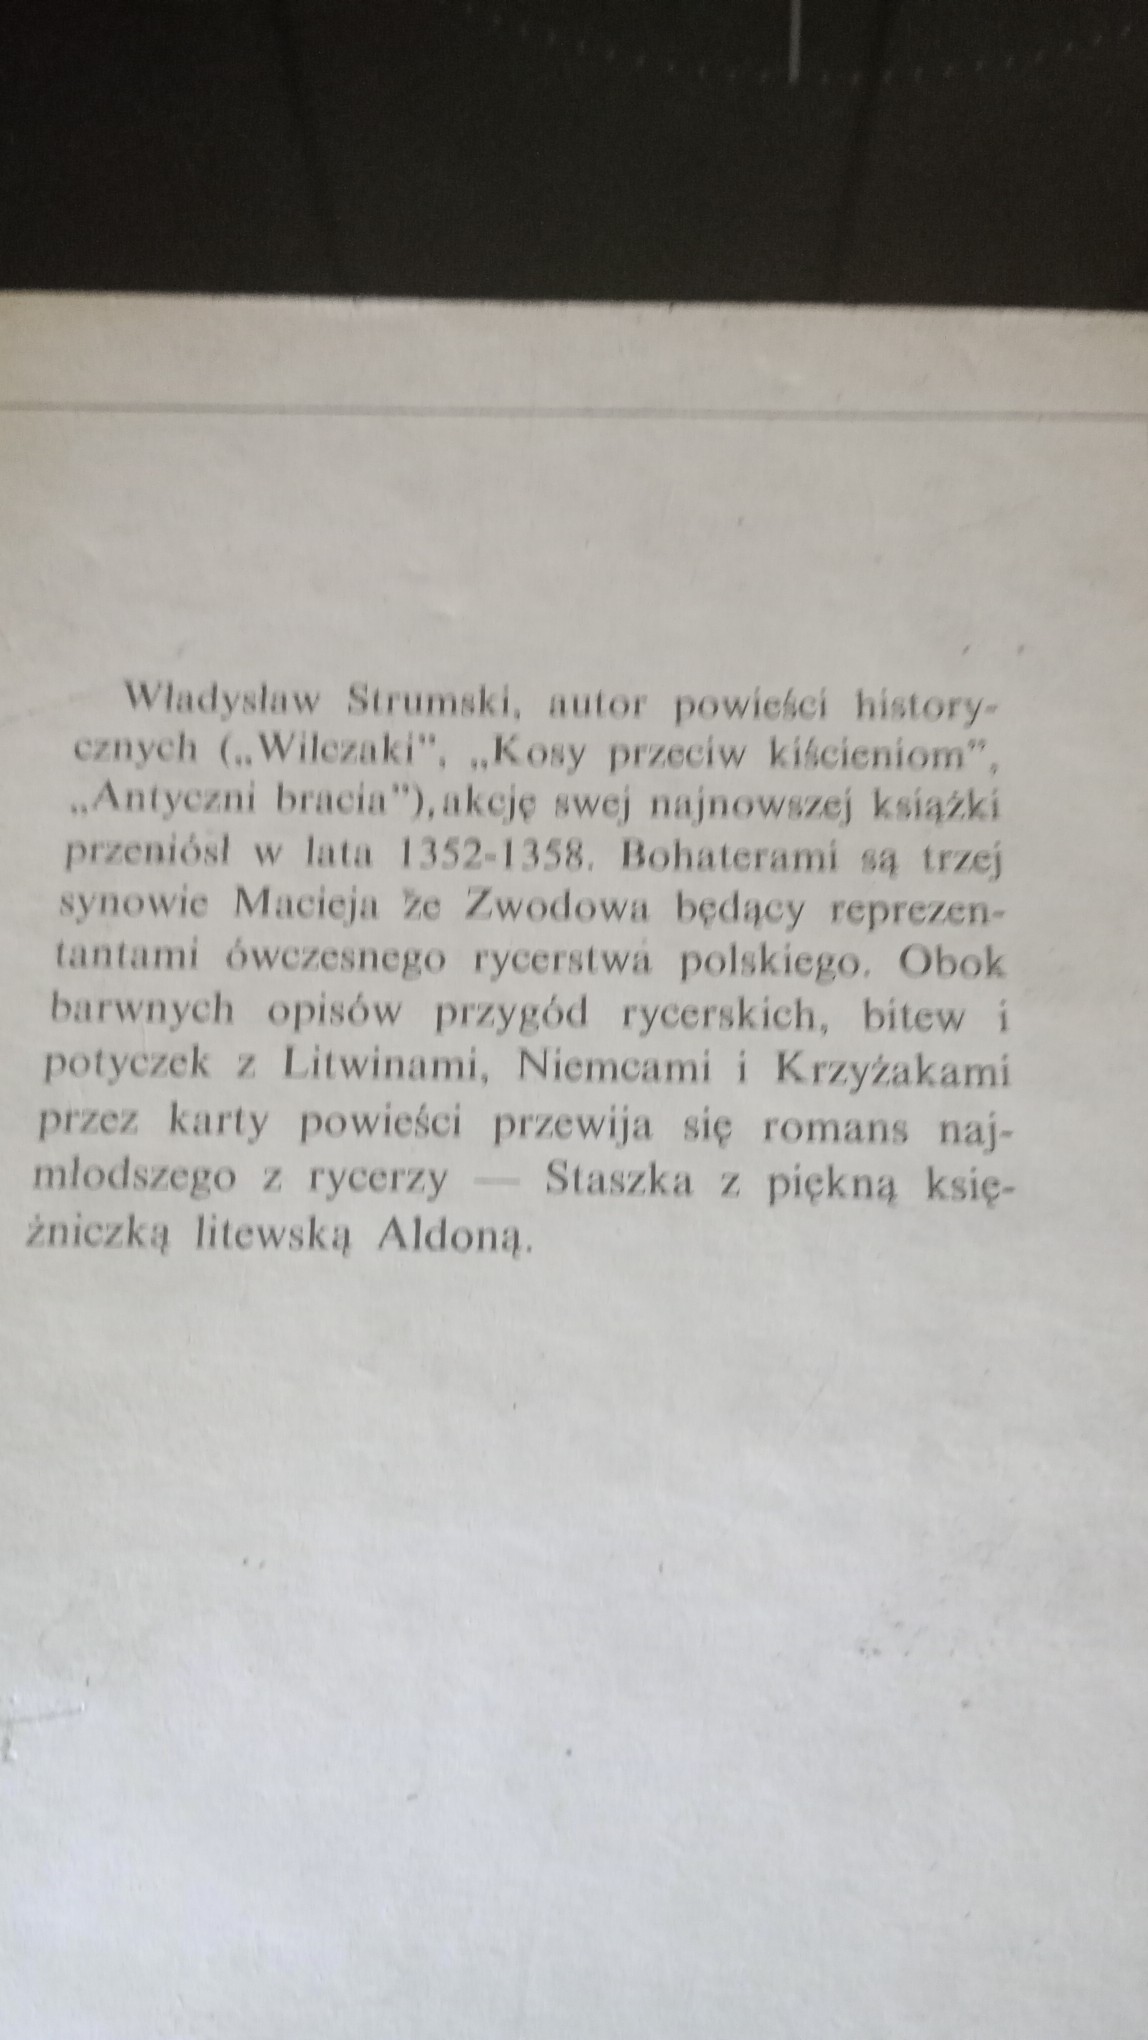 Władysław Strumski, autor powieści history-
cznych („Wilczaki”, „Kosy przeciw kiścieniom”,
„Antyczni bracia”), akcję swej najnowszej książki
przeniósł w lata 1352-1358. Bohaterami są trzej
synowie Macieja że Zwodowa będący reprezen-
tantami ówczesnego rycerstwa polskiego. Obok
barwnych opisów przygód rycerskich, bitew i
potyczek z Litwinami, Niemcami i Krzyżakami
przez karty powieści przewija się romans naj-
młodszego z rycerzy — Staszka z piękną księ-
żniczką litewską Aldoną.